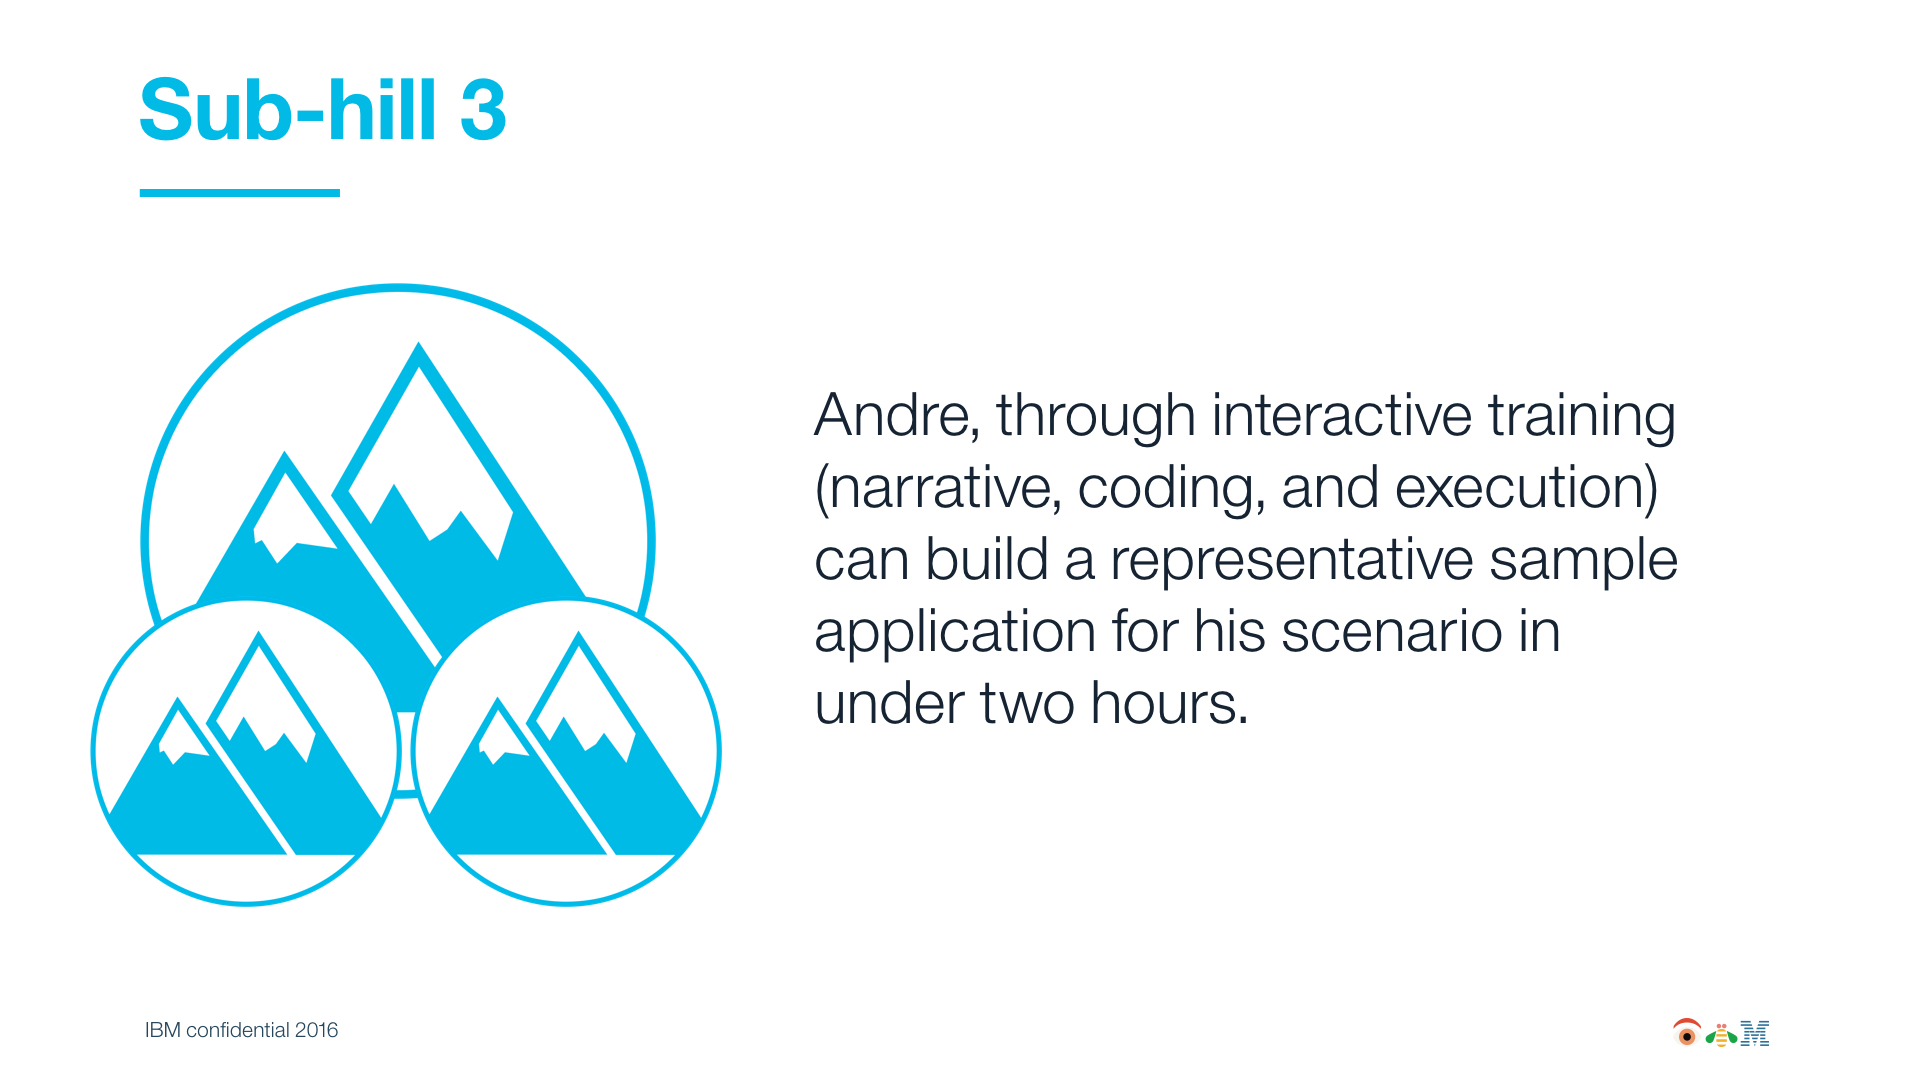 Sub-hill 3
Andre, through interactive training
(narrative, coding, and execution)
can build a representative sample
application for his scenario in
under two hours.
IBM confidential 2016
M